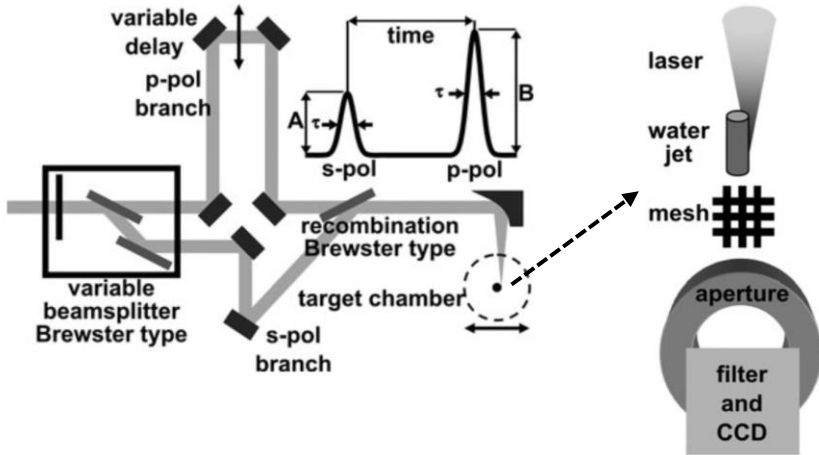 variable
delay
p-pol
branch
time
A
τ
τ
B
s-pol
p-pol
recombination
Brewster type
variable
beamsplitter
Brewster type
target chamber
s-pol
branch
laser
water
jet
mesh
aperture
filter
and
CCD